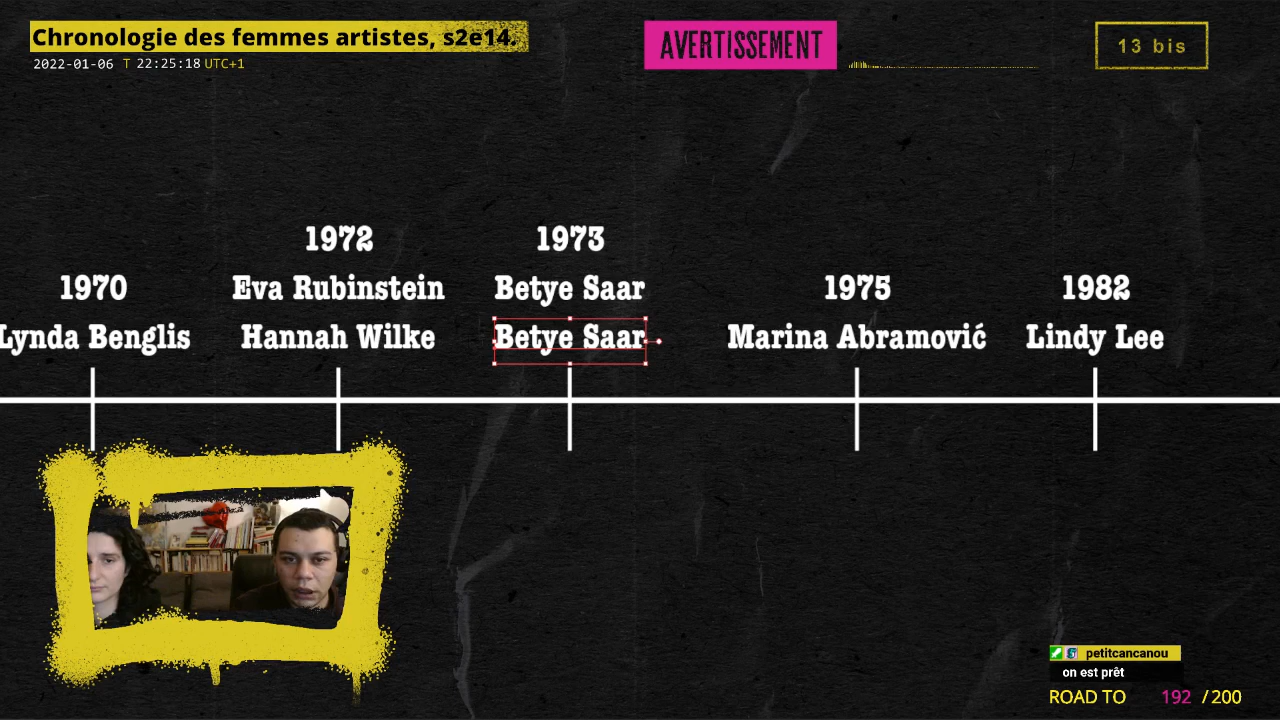 Chronologie des femmes artistes, s2e14.
2022-01-06 T 22:25:18 UTC+1
AVERTISSEMENT
13 bis
1970
Lynda Benglis
1972
Eva Rubinstein
Hannah Wilke
1973
Betye Saar
Betye Saar
1975
Marina Abramović
1982
Lindy Lee
petitcancanou
on est prêt
ROAD TO 192 / 200